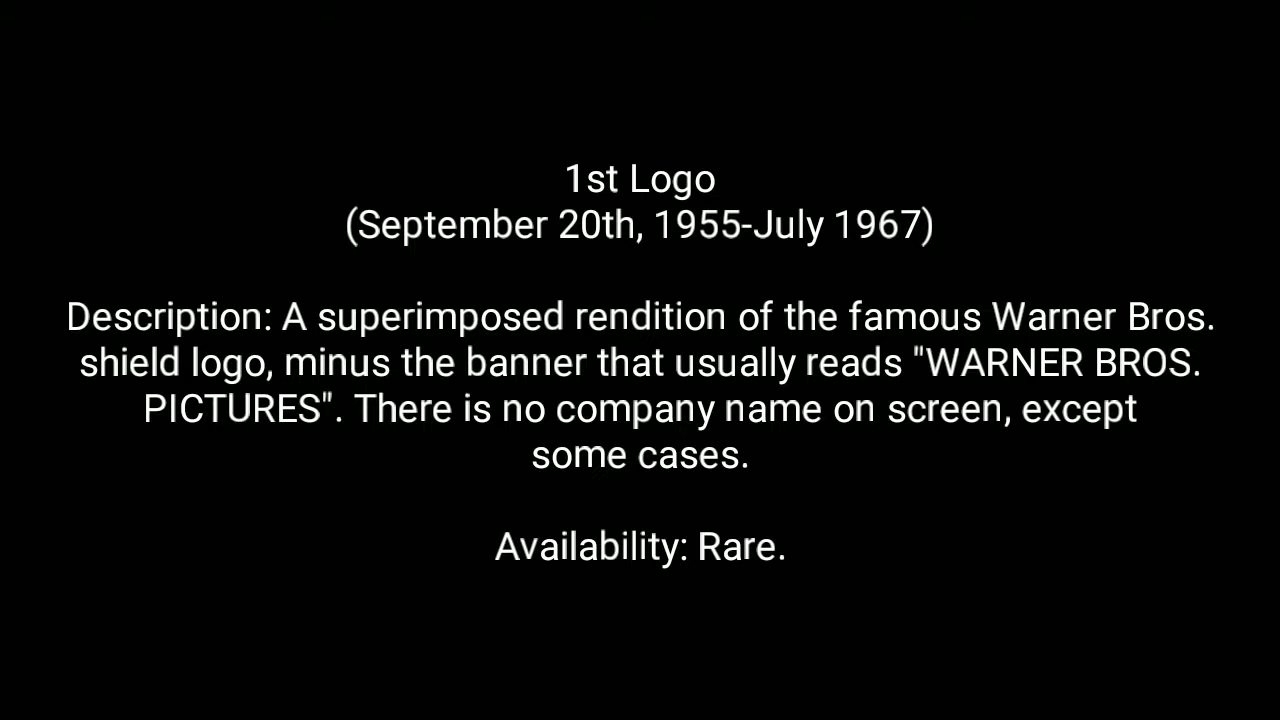 1st Logo
(September 20th, 1955-July 1967)
Description: A superimposed rendition of the famous Warner Bros.
shield logo, minus the banner that usually reads "WARNER BROS.
PICTURES". There is no company name on screen, except
some cases.
Availability: Rare.